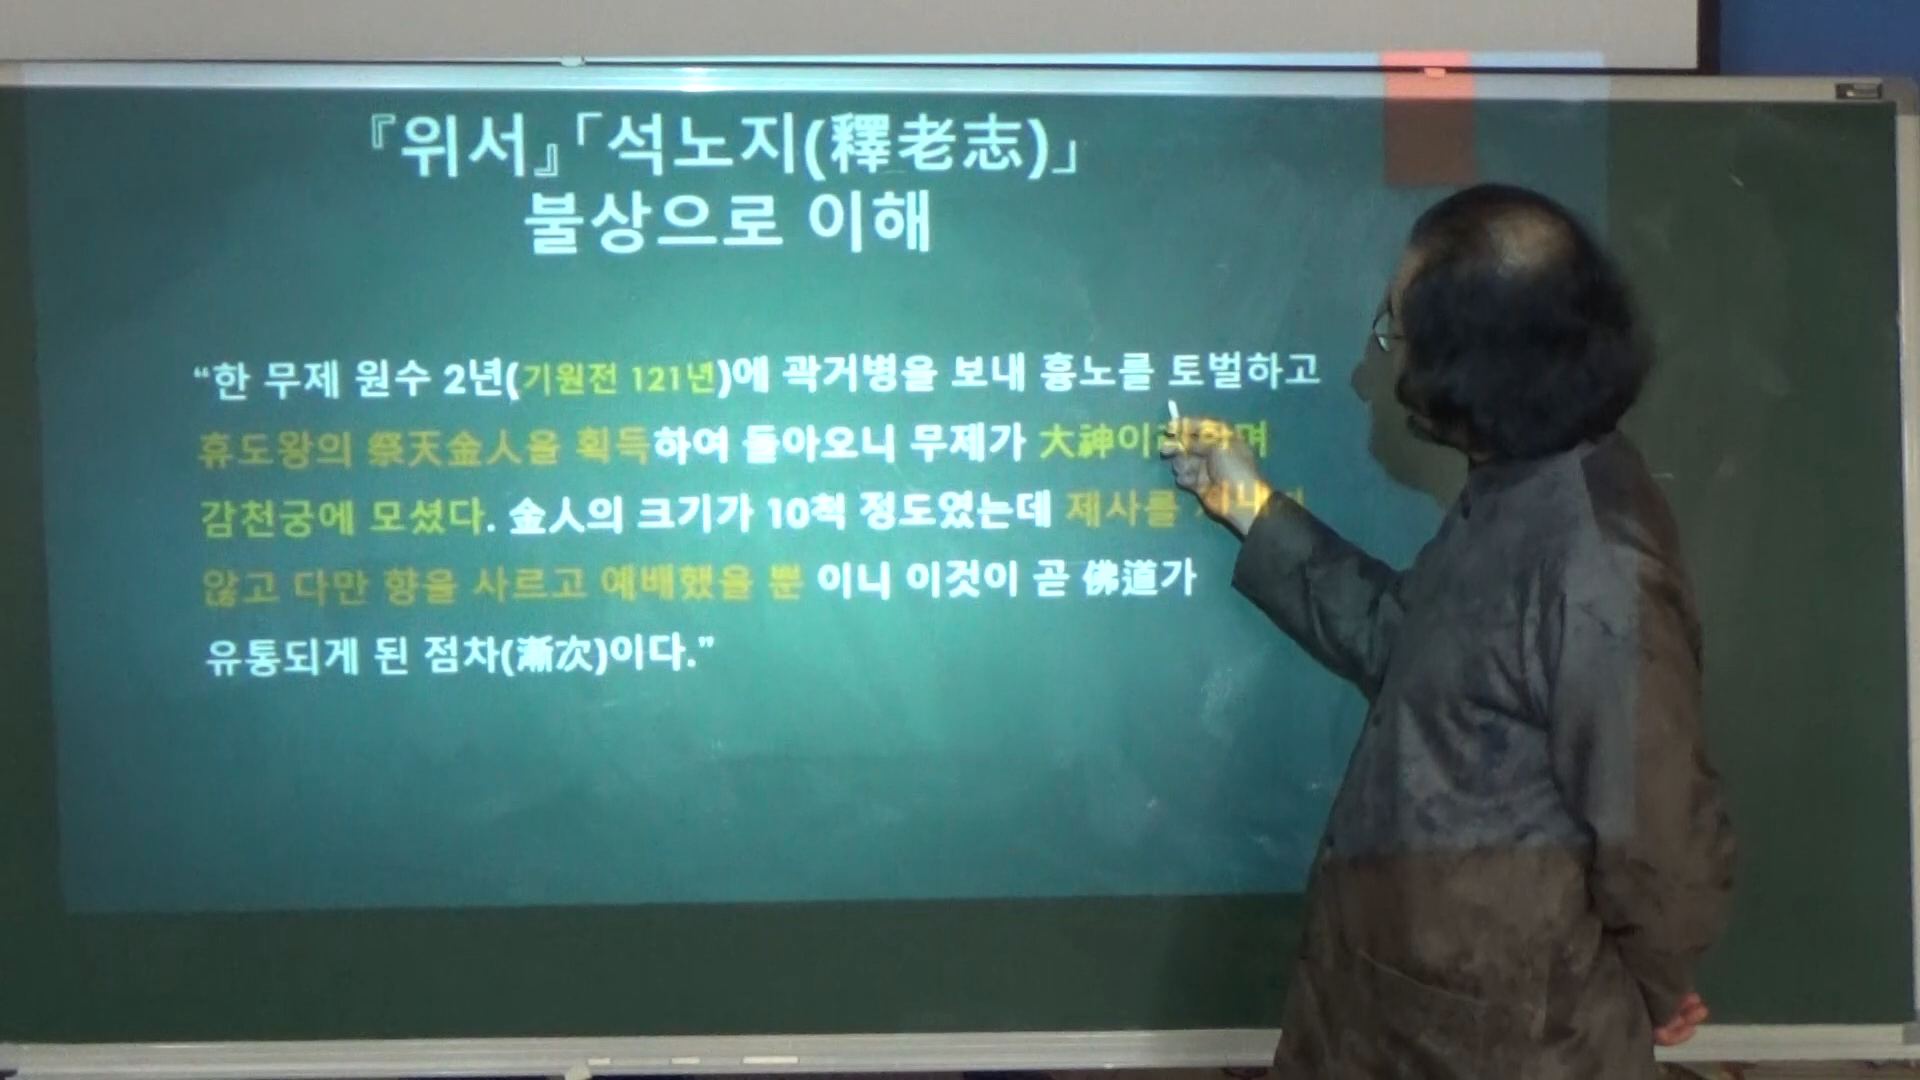 『위서』「석노지(釋老志)」
불상으로 이해
“한 무제 원수 2년(기원전 121년)에 곽거병을 보내 흉노를 토벌하고
휴도왕의 祭天金人을 획득하여 돌아오니 무제가 大神이라 하며
감천궁에 모셨다. 金人의 크기가 10척 정도였는데 제사를
않고 다만 향을 사르고 예배했을 뿐 이니 이것이 곧 佛道가
유통되게 된 점차(漸次)이다.”